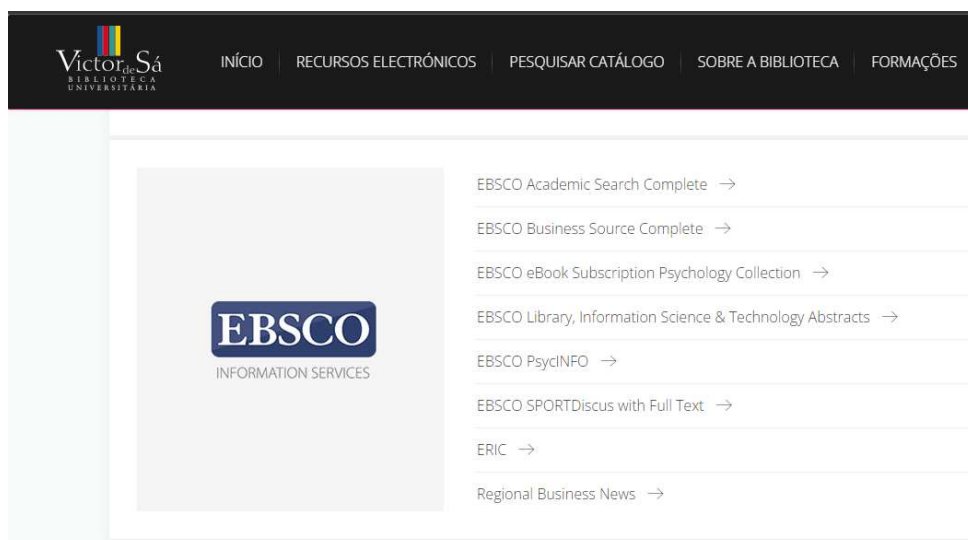 Victor de Sá
BIBLIOTECA
UNIVERSITÁRIA
INÍCIO
RECURSOS ELECTRÓNICOS
PESQUISAR CATÁLOGO
SOBRE A BIBLIOTECA
FORMAÇÕES
EBSCO
INFORMATION SERVICES
EBSCO Academic Search Complete →
EBSCO Business Source Complete →
EBSCO eBook Subscription Psychology Collection →
EBSCO Library, Information Science & Technology Abstracts →
EBSCO PsycINFO →
EBSCO SPORTDiscus with Full Text →
ERIC →
Regional Business News →